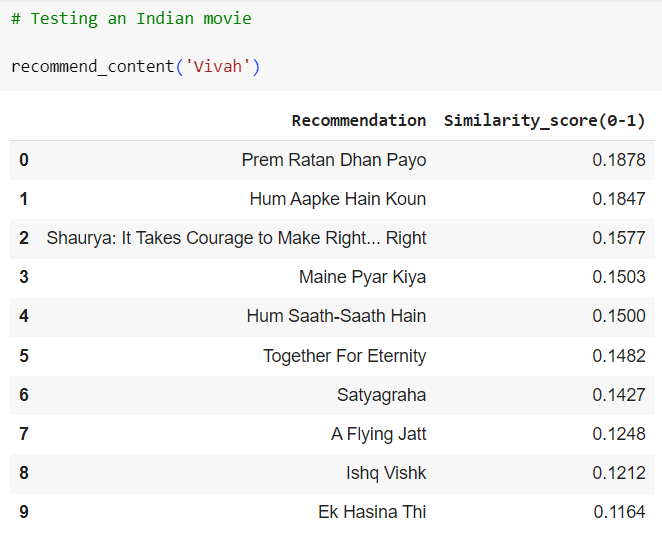 # Testing an Indian movie
recommend_content('Vivah')
Recommendation Similarity_score(0-1)
0 Prem Ratan Dhan Payo 0.1878
1 Hum Aapke Hain Koun 0.1847
2 Shaurya: It Takes Courage to Make Right... Right 0.1577
3 Maine Pyar Kiya 0.1503
4 Hum Saath-Saath Hain 0.1500
5 Together For Eternity 0.1482
6 Satyagraha 0.1427
7 A Flying Jatt 0.1248
8 Ishq Vishk 0.1212
9 Ek Hasina Thi 0.1164